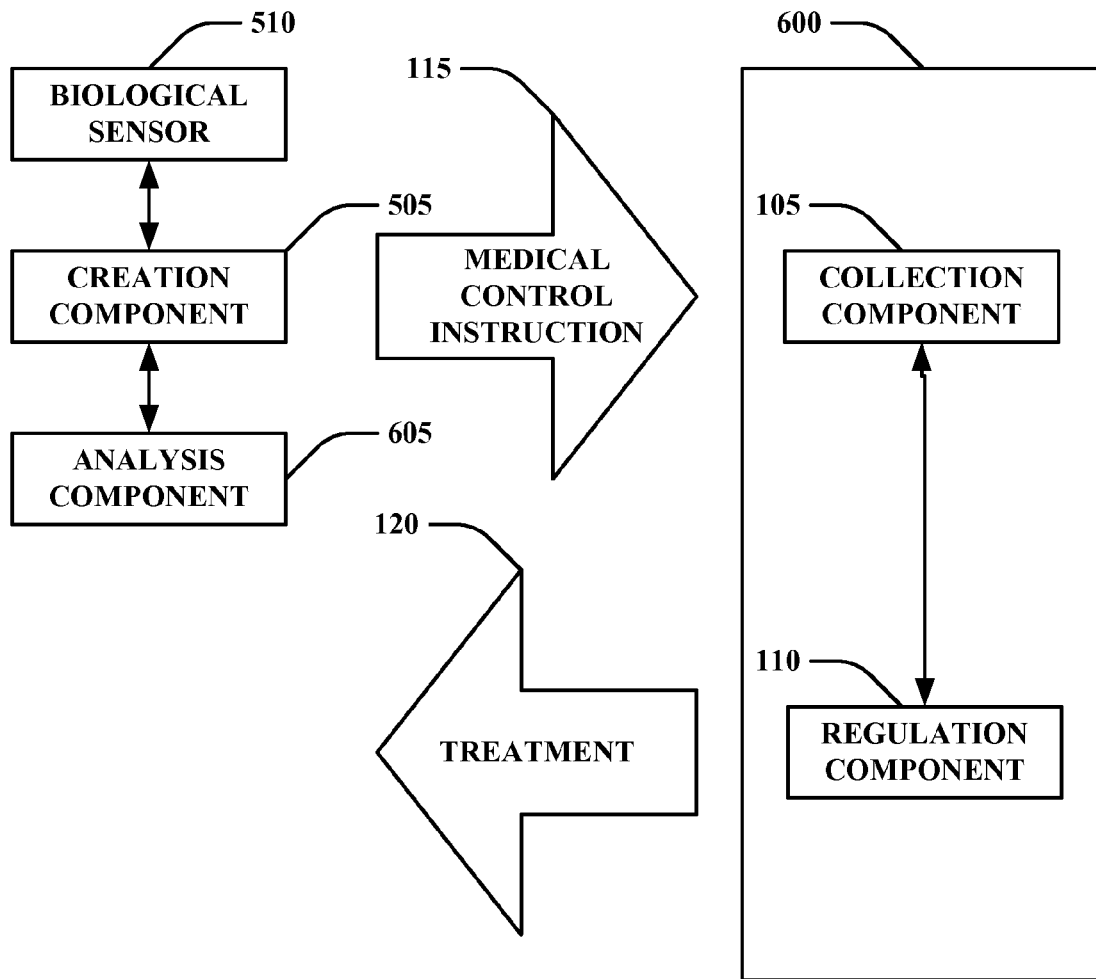 510
BIOLOGICAL
SENSOR
115
600
505
CREATION
COMPONENT
MEDICAL
CONTROL
INSTRUCTION
105
COLLECTION
COMPONENT
605
ANALYSIS
COMPONENT
120
TREATMENT
110
REGULATION
COMPONENT